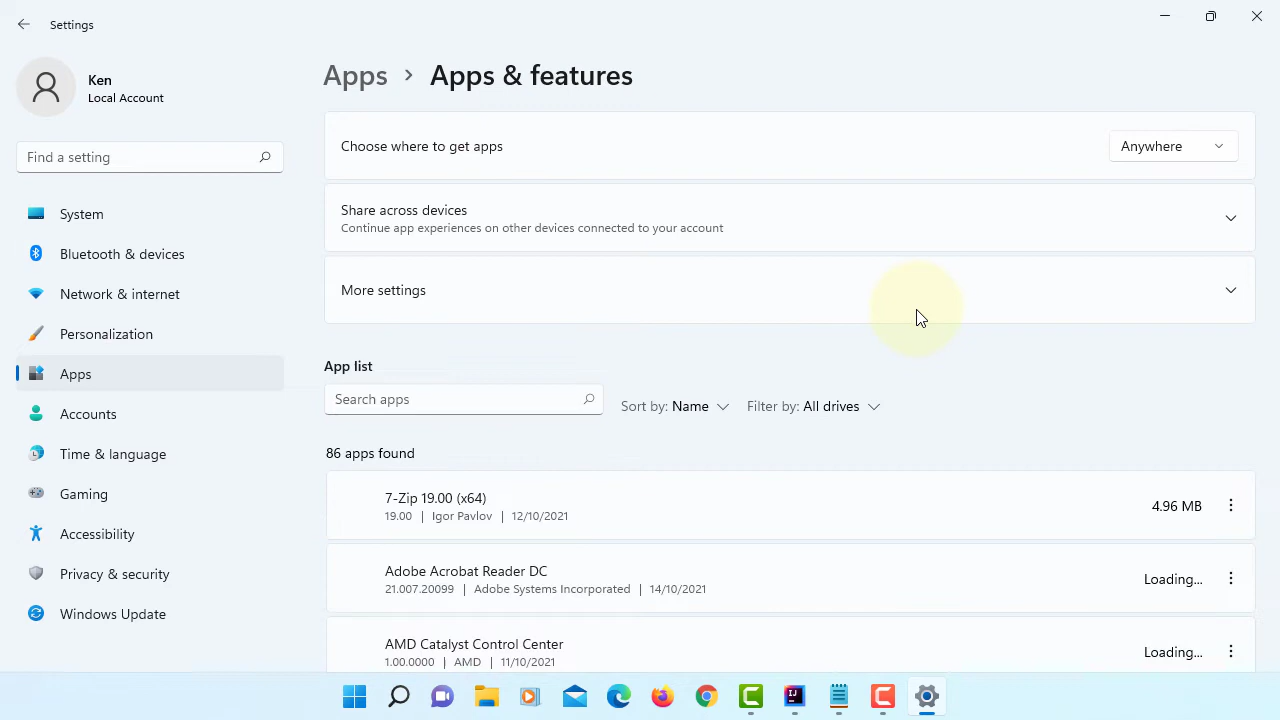 Settings
Ken
Local Account
Find a setting
System
Bluetooth & devices
Network & internet
Personalization
Apps
Accounts
Time & language
Gaming
Accessibility
Privacy & security
Windows Update
Apps > Apps & features
Choose where to get apps
Anywhere
Share across devices
Continue app experiences on other devices connected to your account
More settings
App list
Search apps
Sort by: Name
Filter by: All drives
86 apps found
7-Zip 19.00 (x64)
19.00 | Igor Pavlov | 12/10/2021
4.96 MB
Adobe Acrobat Reader DC
21.007.20099 | Adobe Systems Incorporated | 14/10/2021
Loading...
AMD Catalyst Control Center
1.00.0000 | AMD | 11/10/2021
Loading...